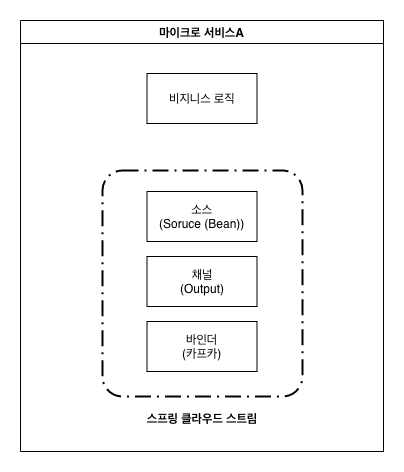 마이크로 서비스A
비지니스 로직
소스
(Soruce (Bean))
채널
(Output)
바인더
(카프카)
스프링 클라우드 스트림